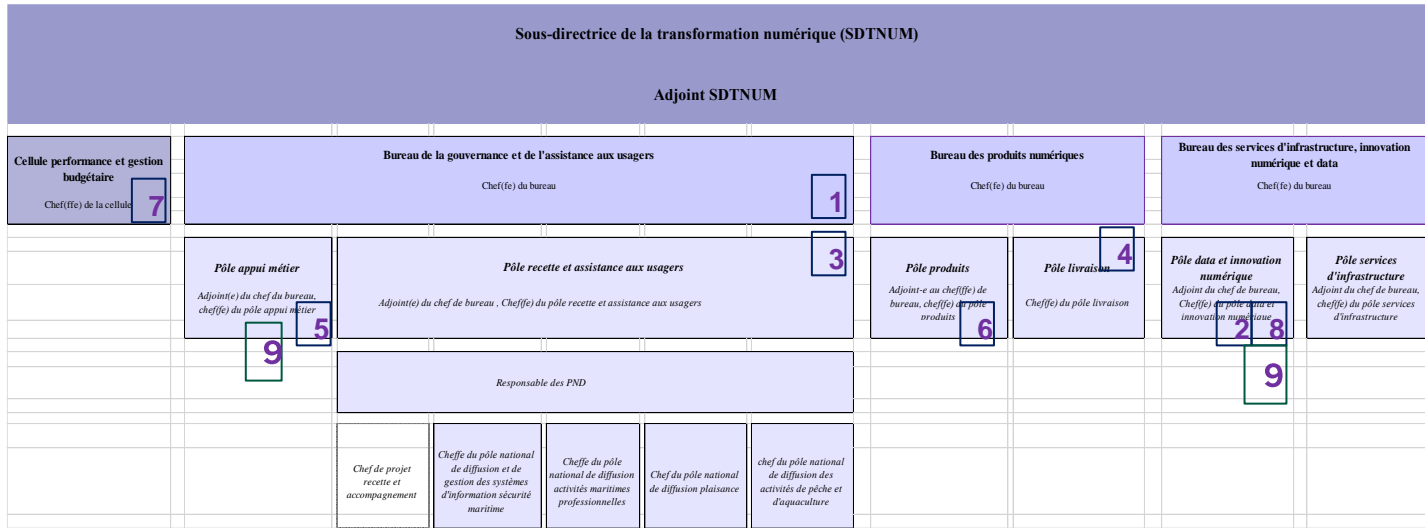 Sous-directrice de la transformation numérique (SDTNUM)
Adjoint SDTNUM
Cellule performance et gestion
budgétaire
Chef(ffe) de la cellule
7
Bureau de la gouvernance et de l'assistance aux usagers
Chef(fe) du bureau
1
Bureau des produits numériques
Chef(fe) du bureau
Bureau des services d'infrastructure, innovation
numérique et data
Chef(fe) du bureau
Pôle appui métier
Adjoint(e) du chef du bureau,
chef(fe) du pôle appui métier
5
9
Pôle recette et assistance aux usagers
Adjoint(e) du chef de bureau , Chef(fe) du pôle recette et assistance aux usagers
3
Pôle produits
Adjoint-e au chef(ffe) de
bureau, chef(fe) du pôle
produits
6
Pôle livraison
Chef(fe) du pôle livraison
4
Pôle data et innovation
numérique
Adjoint du chef de bureau,
Chef(fe) du pôle data et
innovation numérique
2
8
9
Pôle services
d'infrastructure
Adjoint du chef de bureau,
chef(fe) du pôle services
d'infrastructure
Responsable des PND
Chef de projet
recette et
accompagnement
Cheffe du pôle national
de diffusion et de
gestion des systèmes
d'information sécurité
maritime
Cheffe du pôle
national de diffusion
activités maritimes
professionnelles
Chef du pôle national
de diffusion plaisance
chef du pôle national
de diffusion des
activités de pêche et
d'aquaculture